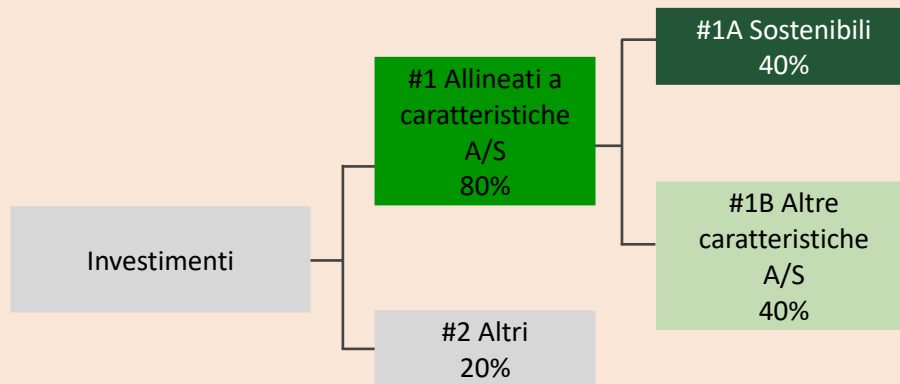 Investimenti
#1 Allineati a
caratteristiche
A/S
80%
#2 Altri
20%
#1A Sostenibili
40%
#1B Altre
caratteristiche
A/S
40%